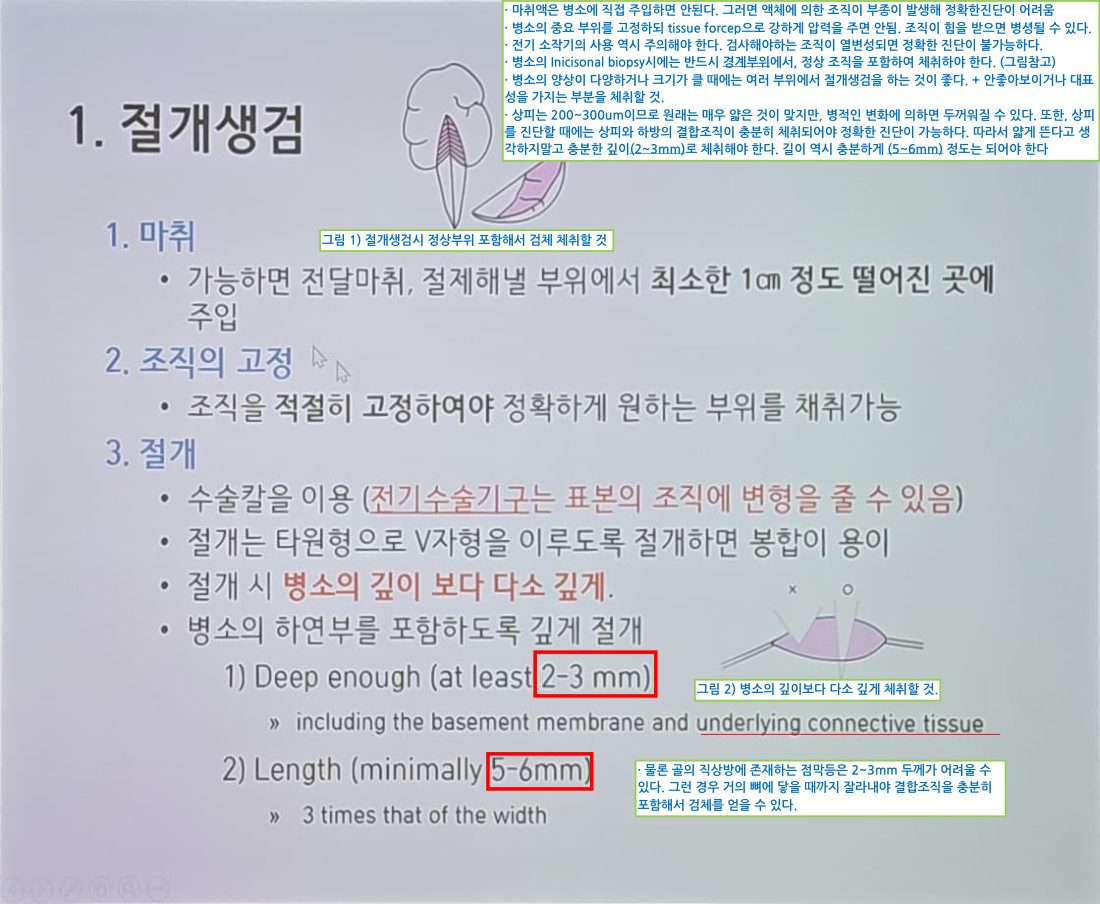 · 마취액은 병소에 직접 주입하면 안된다. 그러면 액체에 의한 조직이 부종이 발생해 정확한진단이 어려움
· 병소의 중요 부위를 고정하되 tissue forcep으로 강하게 압력을 주면 안됨. 조직이 힘을 받으면 변성될 수 있다.
· 전기 소작기의 사용 역시 주의해야 한다. 검사해야하는 조직이 열변성되면 정확한 진단이 불가능하다.
· 병소의 Inicisonal biopsy시에는 반드시 경계부위에서, 정상 조직을 포함하여 체취하여야 한다. (그림참고)
· 병소의 양상이 다양하거나 크기가 클 때에는 여러 부위에서 절개생검을 하는 것이 좋다. + 안좋아보이거나 대표
성을 가지는 부분을 체취할 것.
· 상피는 200~300um이므로 원래는 매우 얇은 것이 맞지만, 병적인 변화에 의하면 두꺼워질 수 있다. 또한, 상피
를 진단할 때에는 상피와 하방의 결합조직이 충분히 체취되어야 정확한 진단이 가능하다. 따라서 얇게 뜬다고 생
각하지말고 충분한 깊이(2~3mm)로 체취해야 한다. 길이 역시 충분하게 (5~6mm) 정도는 되어야 한다
1. 절개생검
그림 1) 절개생검시 정상부위 포함해서 검체 체취할 것
1. 마취
• 가능하면 전달마취, 절제해낼 부위에서 최소한 1㎝ 정도 떨어진 곳에
주입
2. 조직의 고정
• 조직을 적절히 고정하여야 정확하게 원하는 부위를 채취가능
3. 절개
• 수술칼을 이용 (전기수술기구는 표본의 조직에 변형을 줄 수 있음)
• 절개는 타원형으로 V자형을 이루도록 절개하면 봉합이 용이
• 절개 시 병소의 깊이 보다 다소 깊게.
x O
• 병소의 하연부를 포함하도록 깊게 절개
1) Deep enough (at least 2-3 mm)
그림 2) 병소의 깊이보다 다소 깊게 체취할 것.
» including the basement membrane and underlying connective tissue
2) Length (minimally 5-6mm)
» 3 times that of the width
· 물론 골의 직상방에 존재하는 점막등은 2~3mm 두께가 어려울 수
있다. 그런 경우 거의 뼈에 닿을 때까지 잘라내야 결합조직을 충분히
포함해서 검체를 얻을 수 있다.